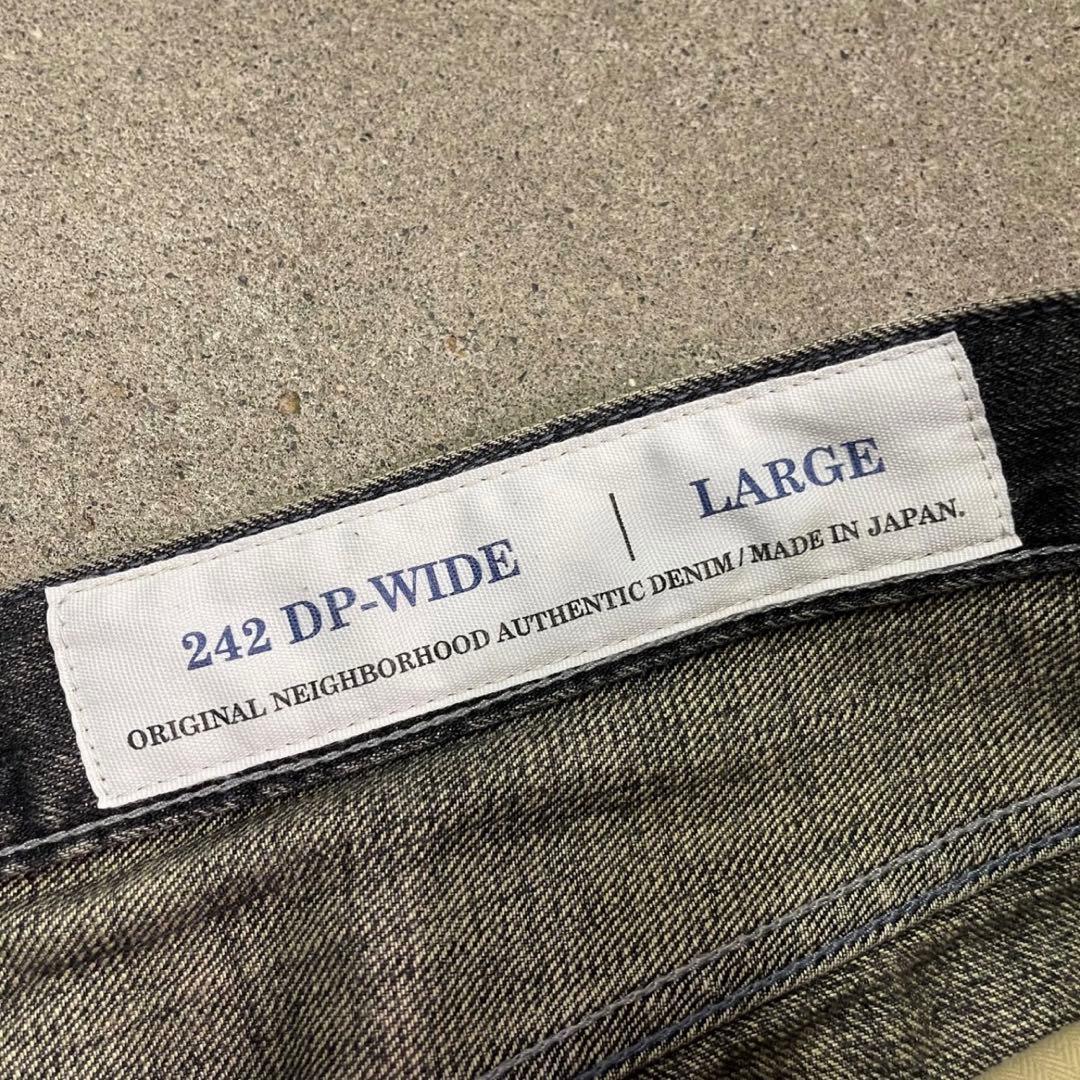 242 DP-WIDE | LARGE
ORIGINAL NEIGHBORHOOD AUTHENTIC DENIM / MADE IN JAPAN.